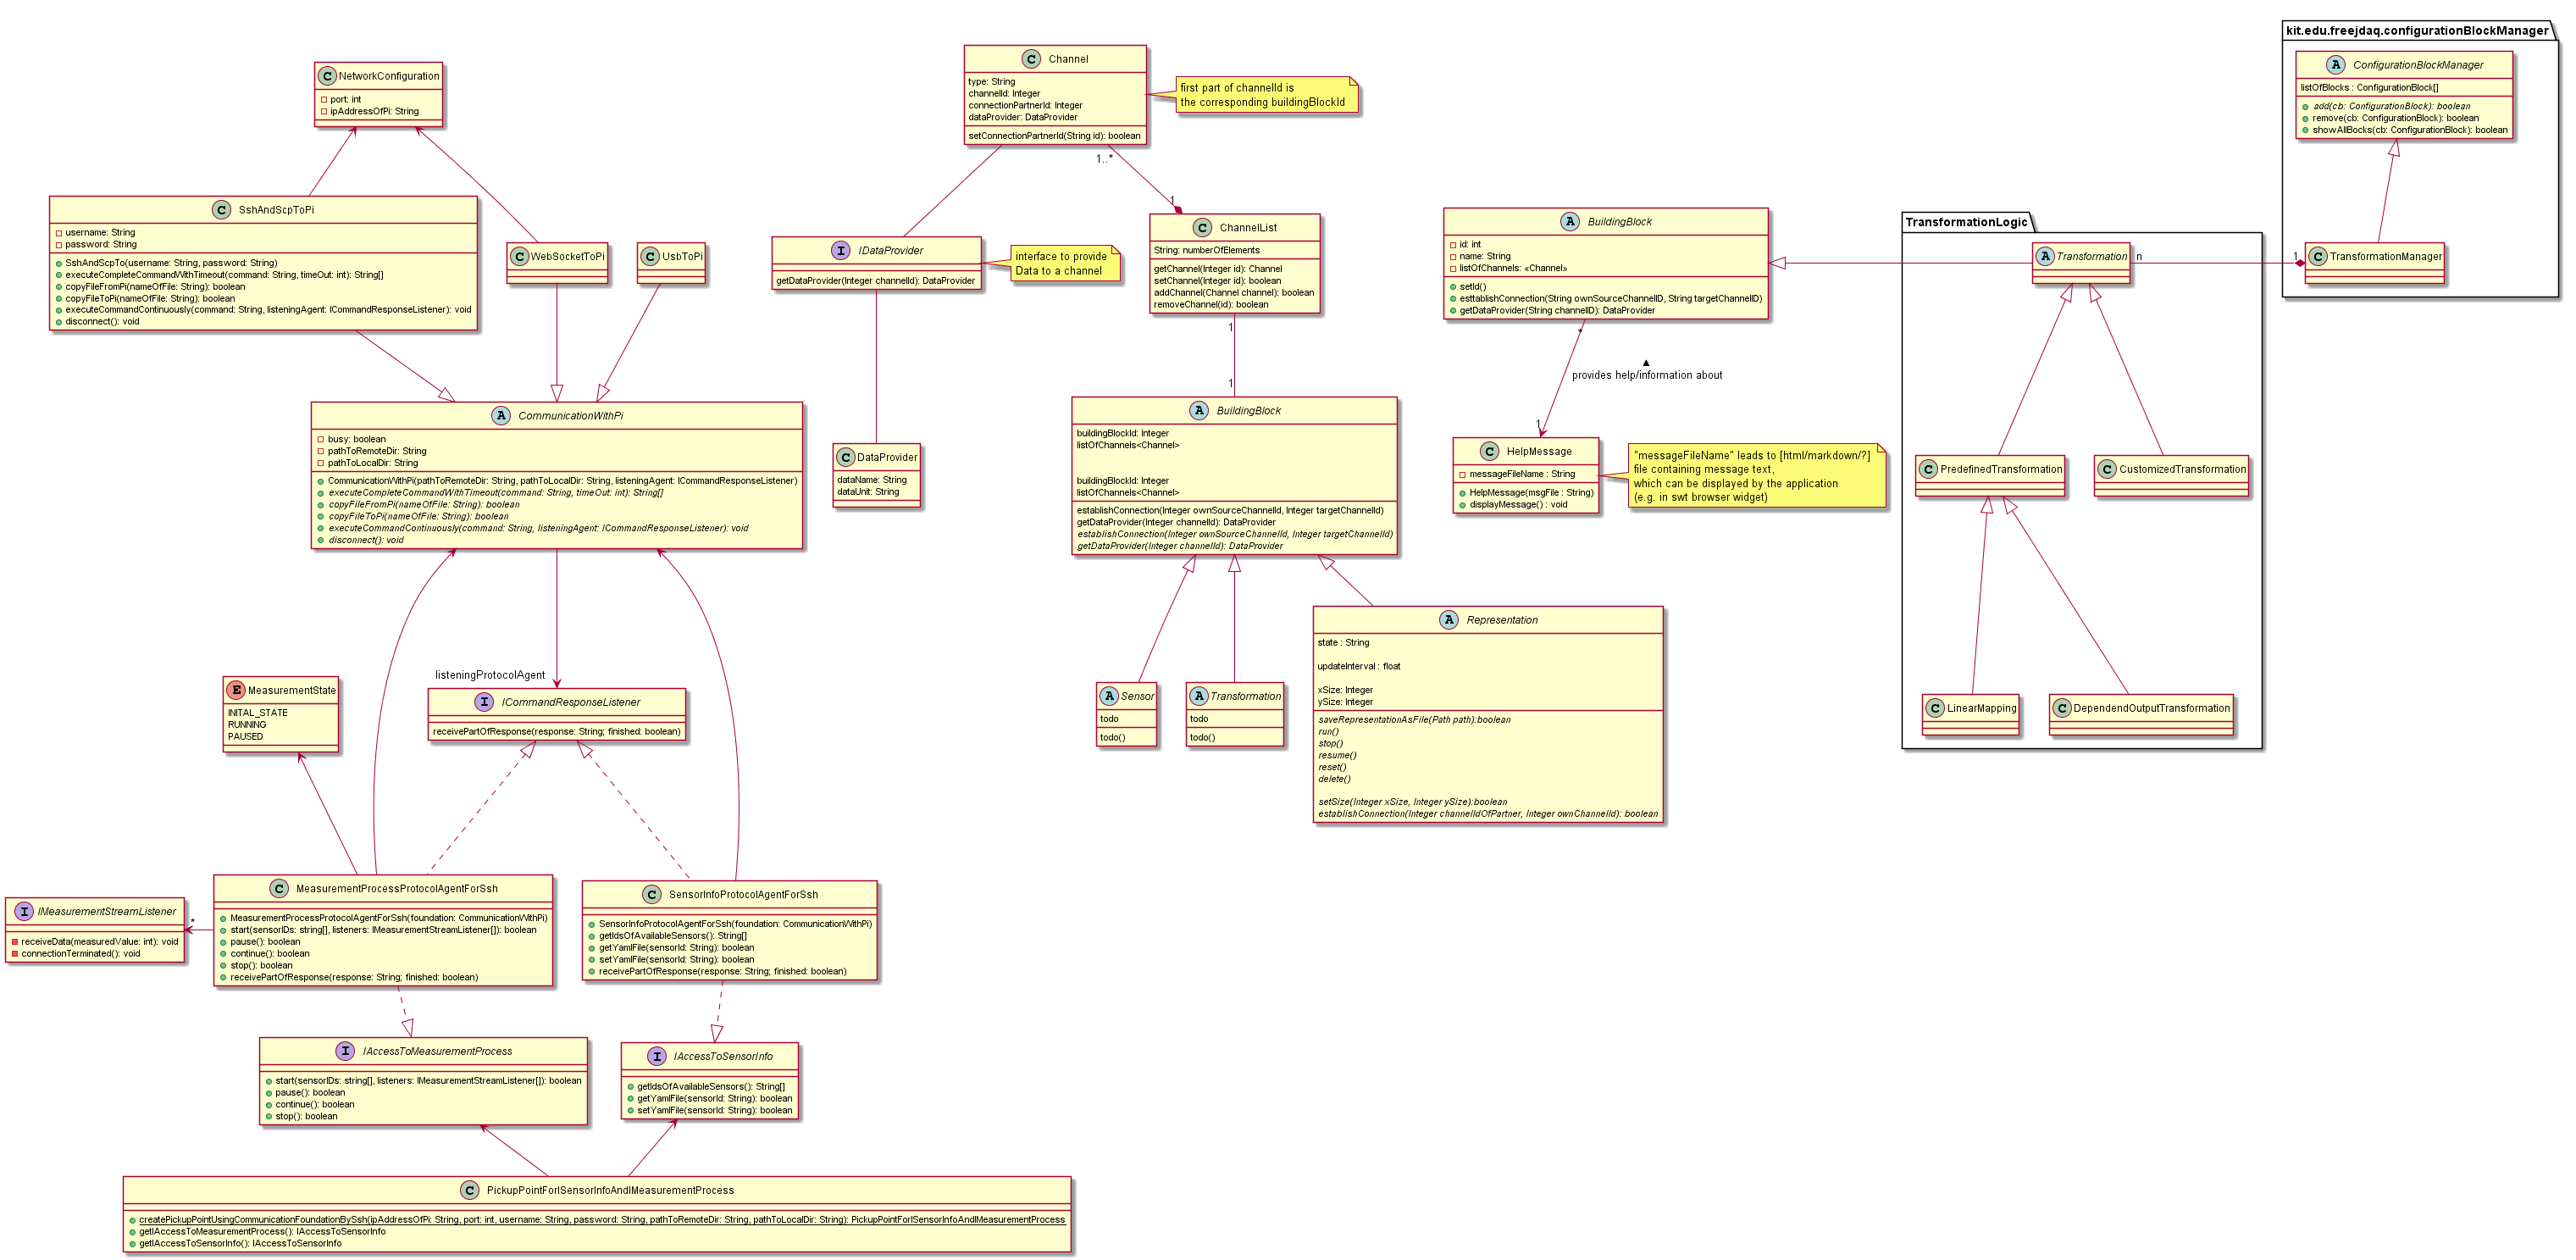 kit.edu.freejdaq.configurationBlockManager
A ConfigurationBlockManager
listOfBlocks : ConfigurationBlock[]
add(cb: ConfigurationBlock): boolean
remove(cb: ConfigurationBlock): boolean
showAllBocks(cb: ConfigurationBlock): boolean
C NetworkConfiguration
port: int
ipAddressOfPi: String
C Channel
type: String
channelId: Integer
connectionPartnerId: Integer
dataProvider: DataProvider
setConnectionPartnerId(String id): boolean
first part of channelId is
the corresponding buildingBlockId
1..*
1
C SshAndScpToPi
username: String
password: String
SshAndScpTo(username: String, password: String)
executeCompleteCommandWithTimeout(command: String, timeOut: int): String[]
copyFileFromPi(nameOfFile: String): boolean
copyFileToPi(nameOfFile: String): boolean
executeCommandContinuously(command: String, listeningAgent: ICommandResponseListener): void
disconnect(): void
C WebSocketToPi
C UsbToPi
I IDataProvider
getDataProvider(Integer channelId): DataProvider
interface to provide
Data to a channel
C ChannelList
String: numberOfElements
getChannel(Integer id): Channel
setChannel(Integer id): boolean
addChannel(Channel channel): boolean
removeChannel(id): boolean
1
1
A BuildingBlock
id: int
name: String
listOfChannels: «Channel»
setId()
esttablishConnection(String ownSourceChannelID, String targetChannelID)
getDataProvider(String channelID): DataProvider
TransformationLogic
A Transformation
n
1
C TransformationManager
*
▲
provides help/information about
1
C HelpMessage
messageFileName : String
HelpMessage(msgFile : String)
displayMessage() : void
"messageFileName" leads to [html/markdown/?]
file containing message text,
which can be displayed by the application
(e.g. in swt browser widget)
C PredefinedTransformation
C CustomizedTransformation
C LinearMapping
C DependendOutputTransformation
A CommunicationWithPi
busy: boolean
pathToRemoteDir: String
pathToLocalDir: String
CommunicationWithPi(pathToRemoteDir: String, pathToLocalDir: String, listeningAgent: ICommandResponseListener)
executeCompleteCommandWithTimeout(command: String, timeOut: int): String[]
copyFileFromPi(nameOfFile: String): boolean
copyFileToPi(nameOfFile: String): boolean
executeCommandContinuously(command: String, listeningAgent: ICommandResponseListener): void
disconnect(): void
C DataProvider
dataName: String
dataUnit: String
A BuildingBlock
buildingBlockId: Integer
listOfChannels<Channel>
buildingBlockId: Integer
listOfChannels<Channel>
establishConnection(Integer ownSourceChannelId, Integer targetChannelId)
getDataProvider(Integer channelId): DataProvider
establishConnection(Integer ownSourceChannelId, Integer targetChannelId)
getDataProvider(Integer channelId): DataProvider
A Sensor
todo
todo()
A Transformation
todo
todo()
A Representation
state : String
updateInterval : float
xSize: Integer
ySize: Integer
saveRepresentationAsFile(Path path):boolean
run()
stop()
resume()
reset()
delete()
setSize(Integer xSize, Integer ySize):boolean
establishConnection(Integer channelIdOfPartner, Integer ownChannelId): boolean
E MeasurementState
INITAL_STATE
RUNNING
PAUSED
listeningProtocolAgent
I ICommandResponseListener
receivePartOfResponse(response: String; finished: boolean)
I IMeasurementStreamListener
receiveData(measuredValue: int): void
connectionTerminated(): void
*
C MeasurementProcessProtocolAgentForSsh
MeasurementProcessProtocolAgentForSsh(foundation: CommunicationWithPi)
start(sensorIDs: string[], listeners: IMeasurementStreamListener[]): boolean
pause(): boolean
continue(): boolean
stop(): boolean
receivePartOfResponse(response: String; finished: boolean)
C SensorInfoProtocolAgentForSsh
SensorInfoProtocolAgentForSsh(foundation: CommunicationWithPi)
getIdsOfAvailableSensors(): String[]
getYamlFile(sensorId: String): boolean
setYamlFile(sensorId: String): boolean
receivePartOfResponse(response: String; finished: boolean)
I IAccessToMeasurementProcess
start(sensorIDs: string[], listeners: IMeasurementStreamListener[]): boolean
pause(): boolean
continue(): boolean
stop(): boolean
I IAccessToSensorInfo
getIdsOfAvailableSensors(): String[]
getYamlFile(sensorId: String): boolean
setYamlFile(sensorId: String): boolean
C PickupPointForISensorInfoAndIMeasurementProcess
createPickupPointUsingCommunicationFoundationBySsh(ipAddressOfPi: String, port: int, username: String, password: String, pathToRemoteDir: String, pathToLocalDir: String): PickupPointForISensorInfoAndIMeasurementProcess
getIAccessToMeasurementProcess(): IAccessToSensorInfo
getIAccessToSensorInfo(): IAccessToSensorInfo